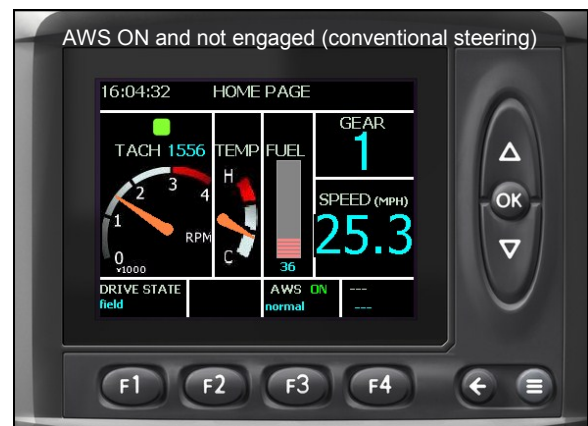 AWS ON and not engaged (conventional steering)
16:04:32 HOME PAGE
TACH 1556
0 1 2 3 4
RPM
x1000
TEMP
H
C
FUEL
36
GEAR
1
SPEED (MPH)
25.3
DRIVE STATE
field
AWS ON
normal
---
---
OK
F1 F2 F3 F4